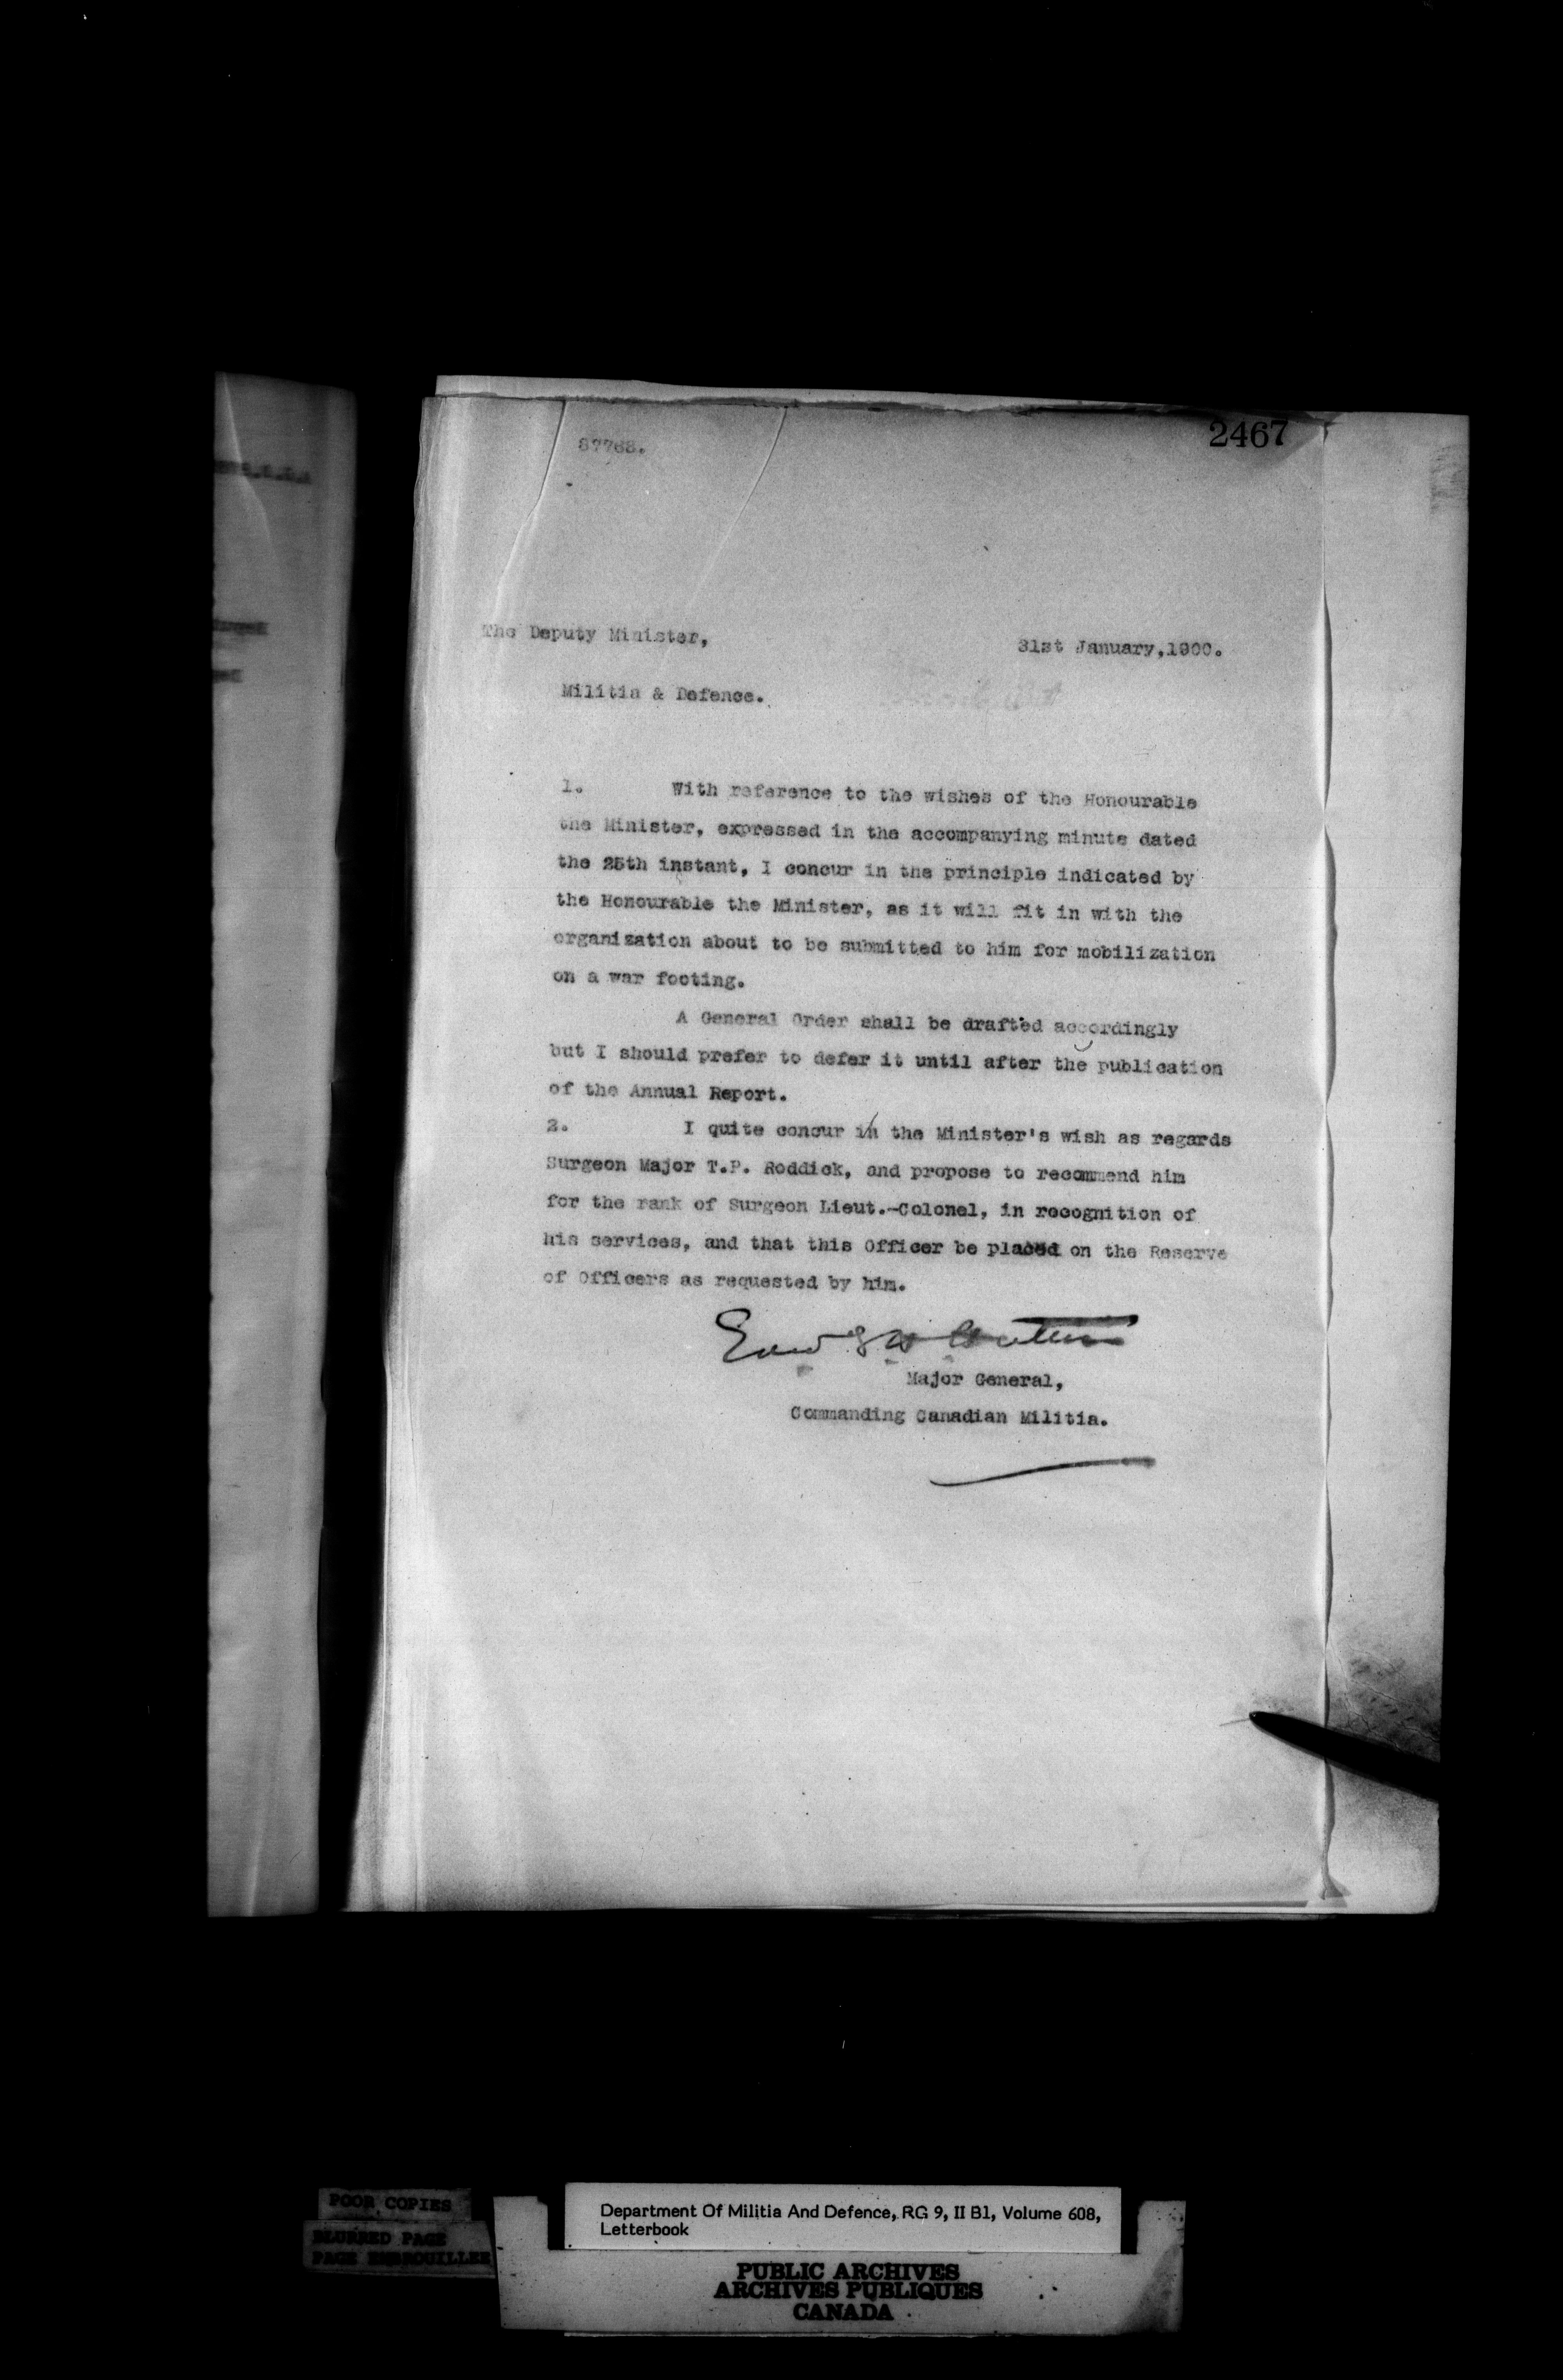 2467
87768.
The Deputy Minister,
31st January,1900.
Militia & Defence.
1. With reference to the wishes of the Honourable
the Minister, expressed in the accompanying minute dated
the 25th instant, I concur in the principle indicated by
the Honourable the Minister, as it will fit in with the
organization about to be submitted to him for mobilization
on a war footing.
A General Order shall be drafted accordingly
but I should prefer to defer it until after the publication
of the Annual Report.
2. I quite concur in the Minister's wish as regards
Surgeon Major T.P. Roddick, and propose to recommend him
for the rank of Surgeon Lieut.-Colonel, in recognition of
his services, and that this Officer be placed on the Reserve
of Officers as requested by him.
Major General,
Commanding Canadian Militia.
POOR COPIES
BLURRED PAGE
PAGE EMBROUILLEE
Department Of Militia And Defence, RG 9, II B1, Volume 608,
Letterbook
PUBLIC ARCHIVES
ARCHIVES PUBLIQUES
CANADA